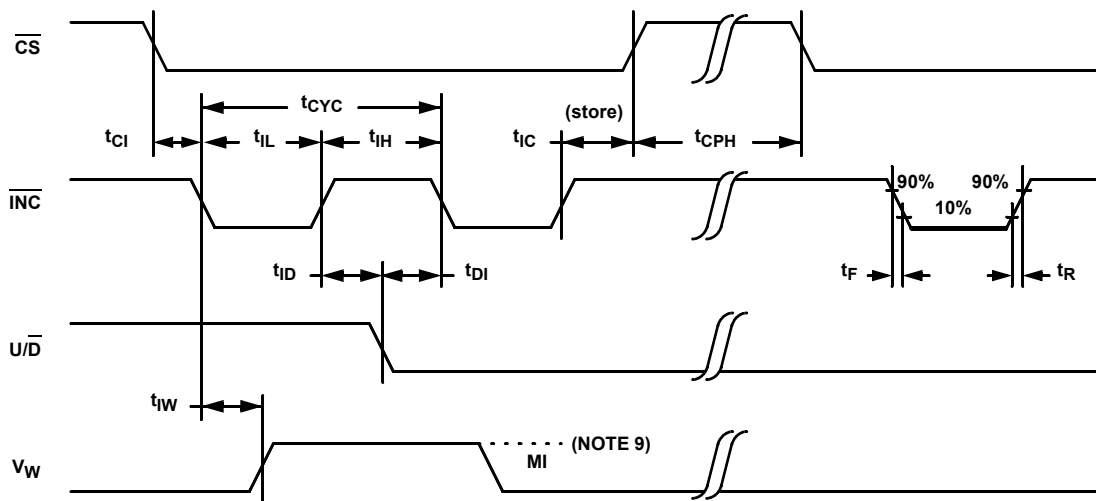 CS
tCYC
(store)
tCI
tIL
tIH
tIC
tCPH
INC
90%
90%
10%
tID
tDI
tF
tR
U/D
tIW
(NOTE 9)
MI
VW